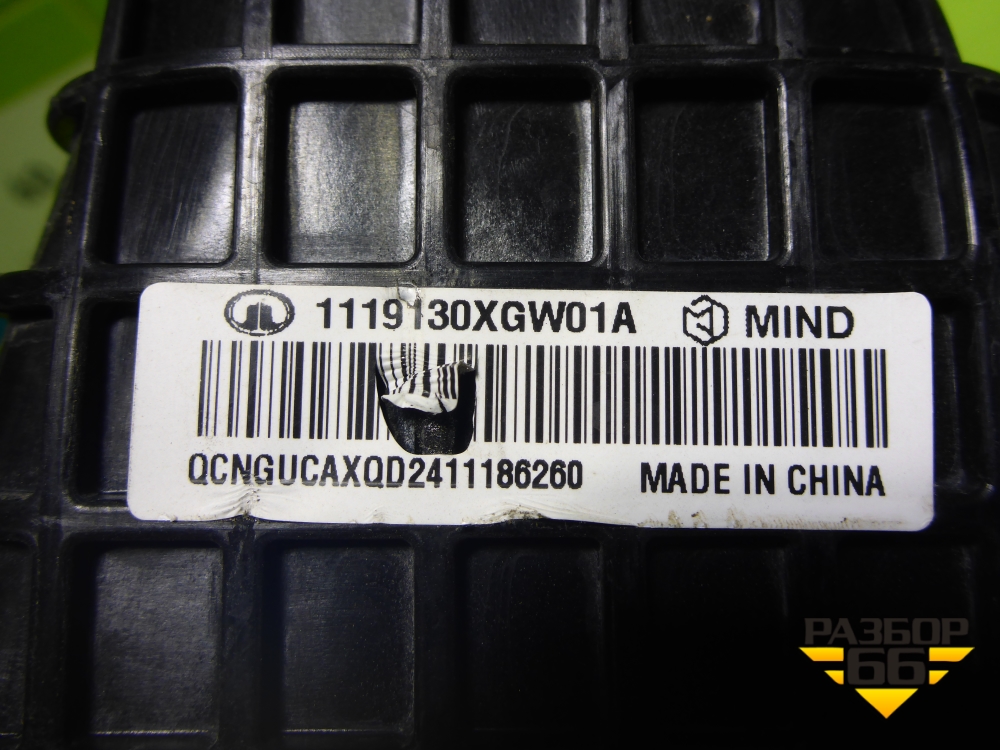 1119130XGW01A MIND
QCNGUCAXQD2411186260 MADE IN CHINA
РАЗБОР
66